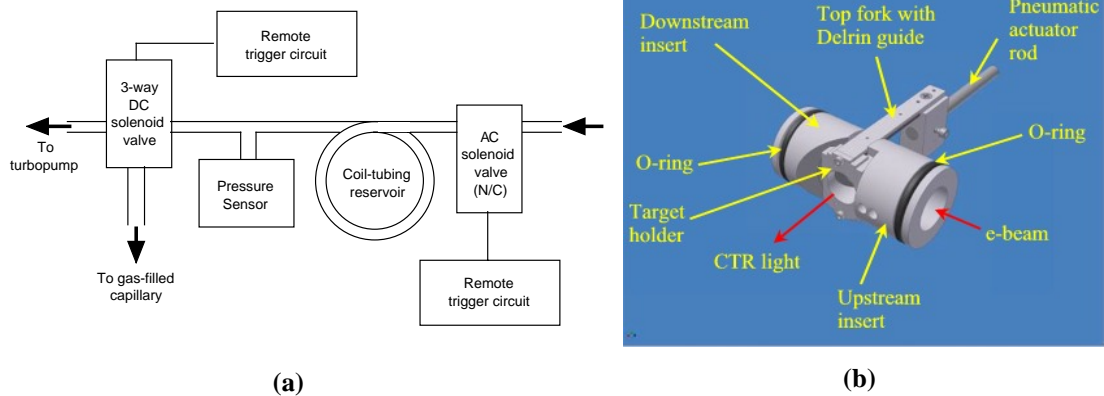 Remote
trigger circuit
3-way
DC
solenoid
valve
To
turbopump
Pressure
Sensor
Coil-tubing
reservoir
AC
solenoid
valve
(N/C)
To gas-filled
capillary
Remote
trigger circuit
(a)
Downstream
insert
Top fork with
Delrin guide
Pneumatic
actuator
rod
O-ring
O-ring
Target
holder
CTR light
e-beam
Upstream
insert
(b)